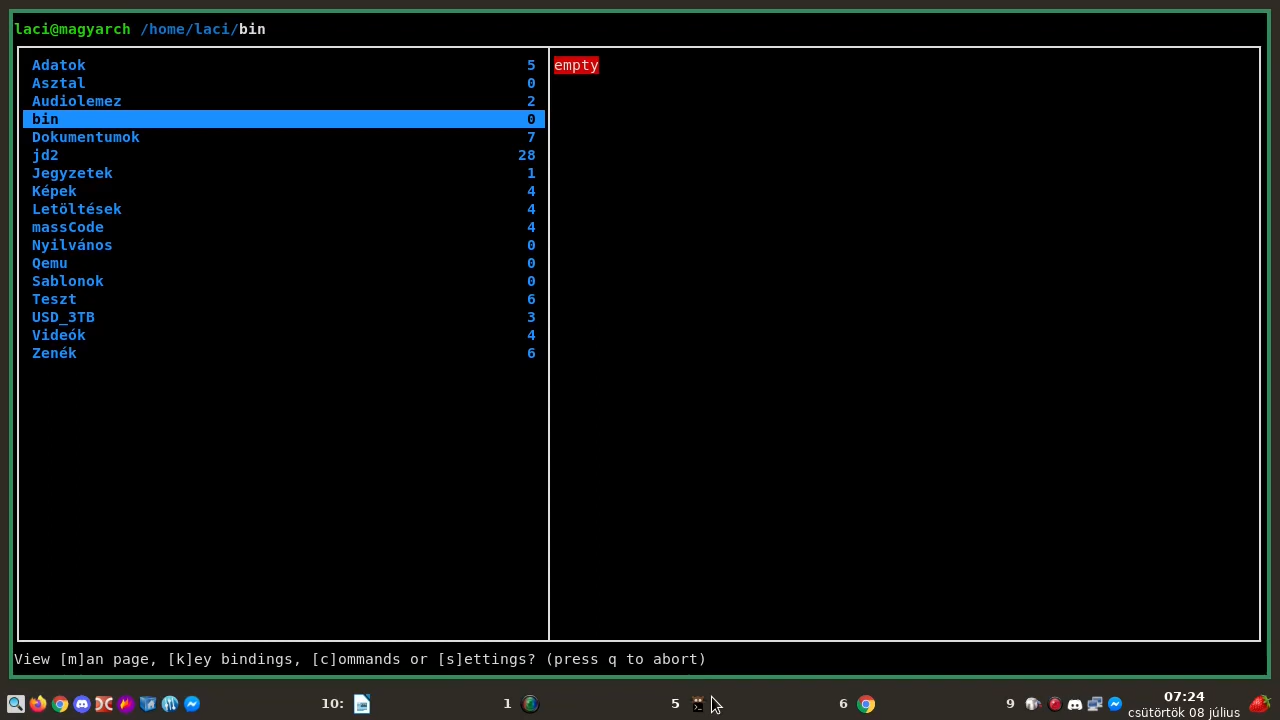 laci@magyarch /home/laci/bin
Adatok 5
Asztal 0
Audiolemez 2
bin 0
Dokumentumok 7
jd2 28
Jegyzetek 1
Képek 4
Letöltések 4
massCode 4
Nyilvános 0
Qemu 0
Sablonok 0
Teszt 6
USD_3TB 3
Videók 4
Zenék 6
empty
View [m]an page, [k]ey bindings, [c]ommands or [s]ettings? (press q to abort)
10: 1 5 6 9
07:24
csütörtök 08 július